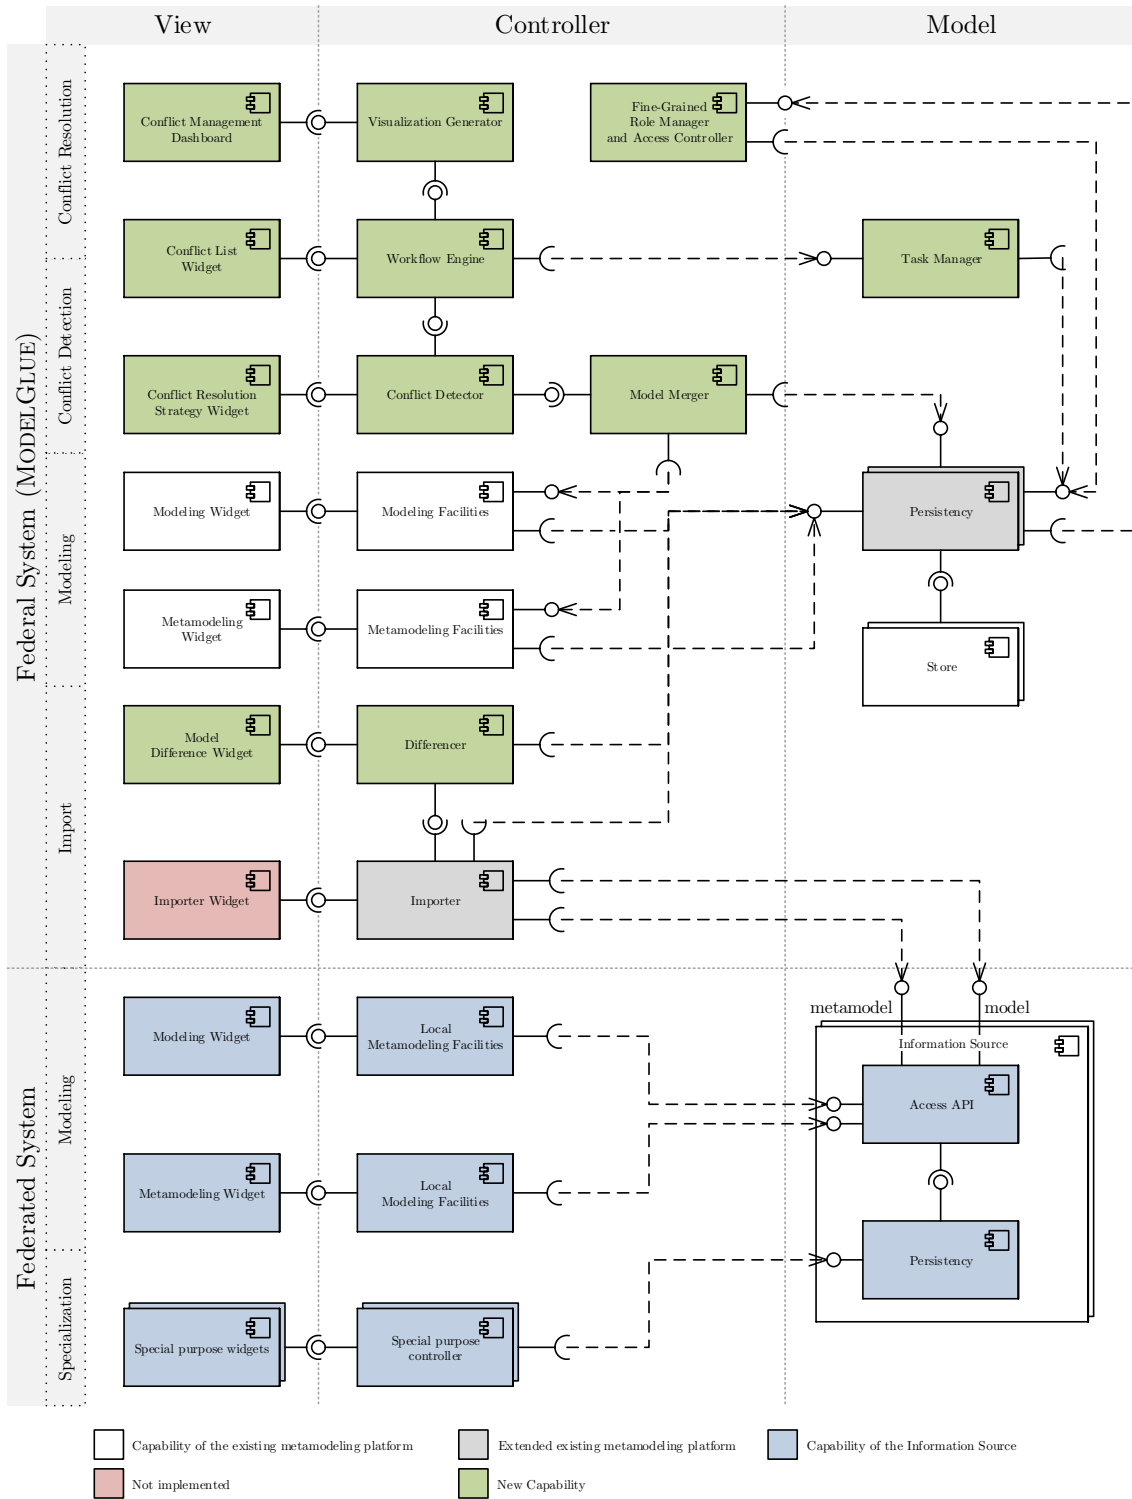 View
Controller
Model
Federal System (MODELGLUE)
Conflict Resolution
Conflict Management
Dashboard
Visualization Generator
Fine-Grained
Role Manager
and Access Controller
Conflict List
Widget
Workflow Engine
Task Manager
Conflict Detection
Conflict Resolution
Strategy Widget
Conflict Detector
Model Merger
Modeling
Modeling Widget
Modeling Facilities
Persistency
Metamodeling
Widget
Metamodeling Facilities
Store
Import
Model
Difference Widget
Differencer
Importer Widget
Importer
Federated System
Modeling
metamodel
model
Information Source
Modeling Widget
Local
Metamodeling Facilities
Access API
Metamodeling Widget
Local
Modeling Facilities
Persistency
Specialization
Special purpose widgets
Special purpose
controller
Capability of the existing metamodeling platform
Extended existing metamodeling platform
Capability of the Information Source
Not implemented
New Capability